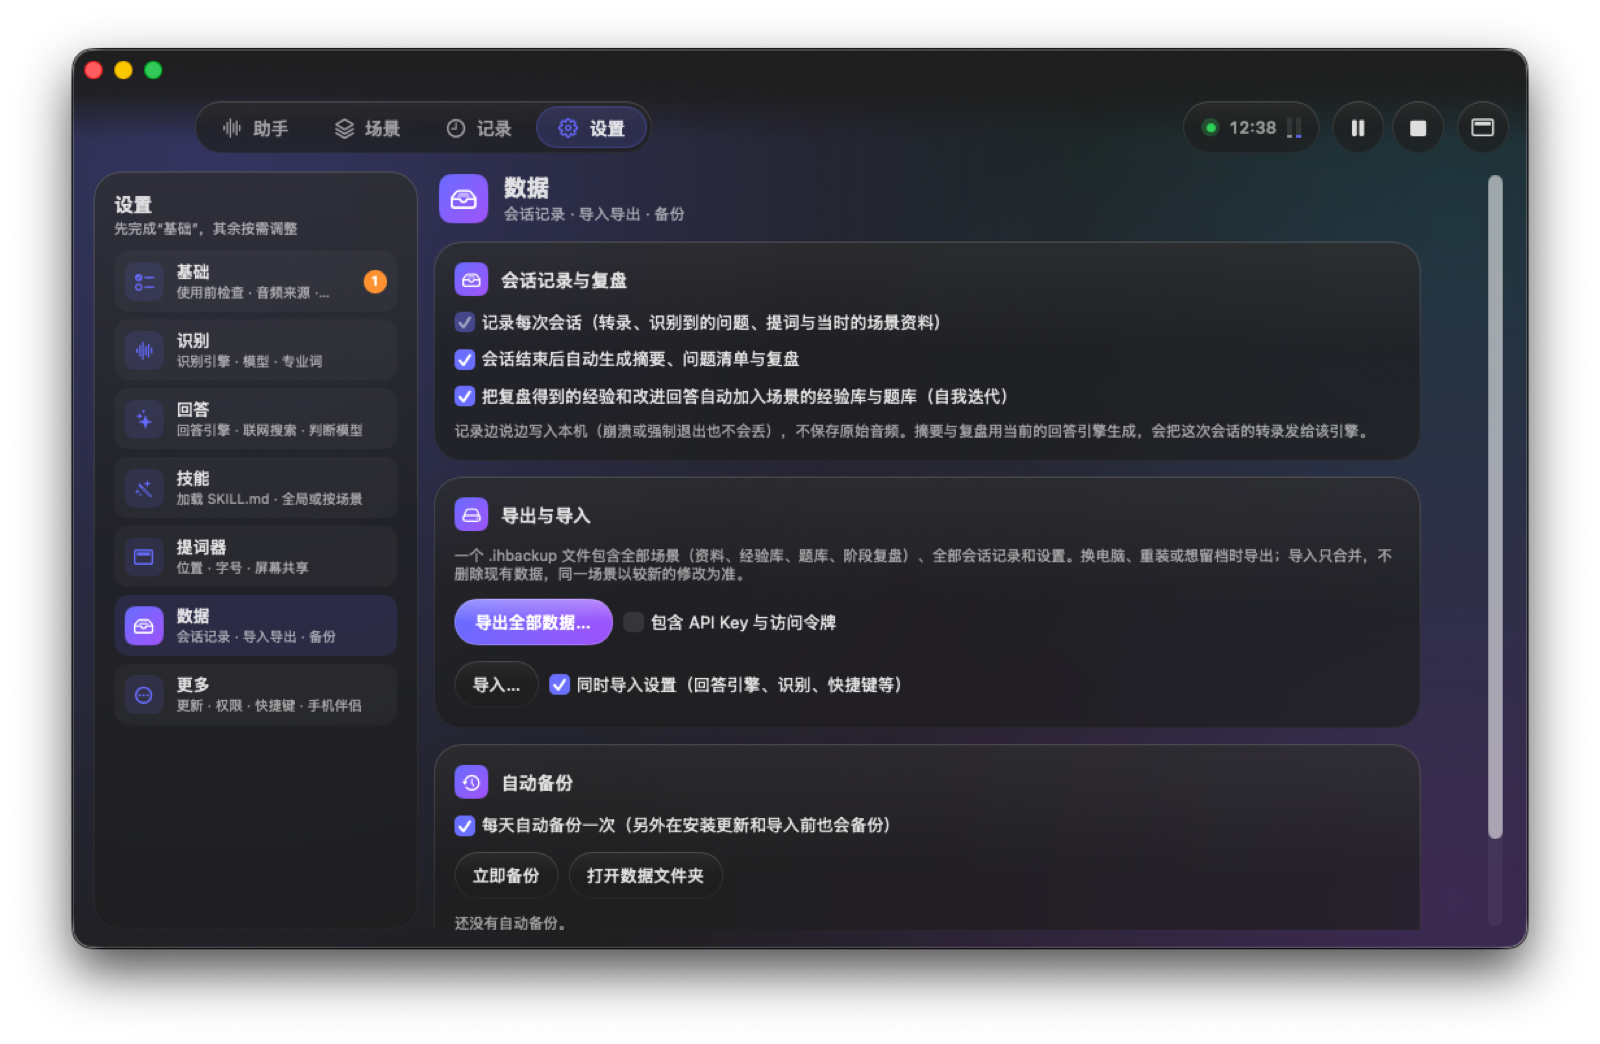 助手
场景
记录
设置
12:38
设置
先完成“基础”，其余按需调整
基础
使用前检查 · 音频来源 ·...
1
识别
识别引擎 · 模型 · 专业词
回答
回答引擎 · 联网搜索 · 判断模型
技能
加载 SKILL.md · 全局或按场景
提词器
位置 · 字号 · 屏幕共享
数据
会话记录 · 导入导出 · 备份
更多
更新 · 权限 · 快捷键 · 手机伴侣
数据
会话记录 · 导入导出 · 备份
会话记录与复盘
记录每次会话（转录、识别到的问题、提词与当时的场景资料）
会话结束后自动生成摘要、问题清单与复盘
把复盘得到的经验和改进回答自动加入场景的经验库与题库（自我迭代）
记录边说边写入本机（崩溃或强制退出也不会丢），不保存原始音频。摘要与复盘用当前的回答引擎生成，会把这次会话的转录发给该引擎。
导出与导入
一个 .ihbackup 文件包含全部场景（资料、经验库、题库、阶段复盘）、全部会话记录和设置。换电脑、重装或想留档时导出；导入只合并，不
删除现有数据，同一场景以较新的修改为准。
导出全部数据...
包含 API Key 与访问令牌
导入...
同时导入设置（回答引擎、识别、快捷键等）
自动备份
每天自动备份一次（另外在安装更新和导入前也会备份）
立即备份
打开数据文件夹
还没有自动备份。